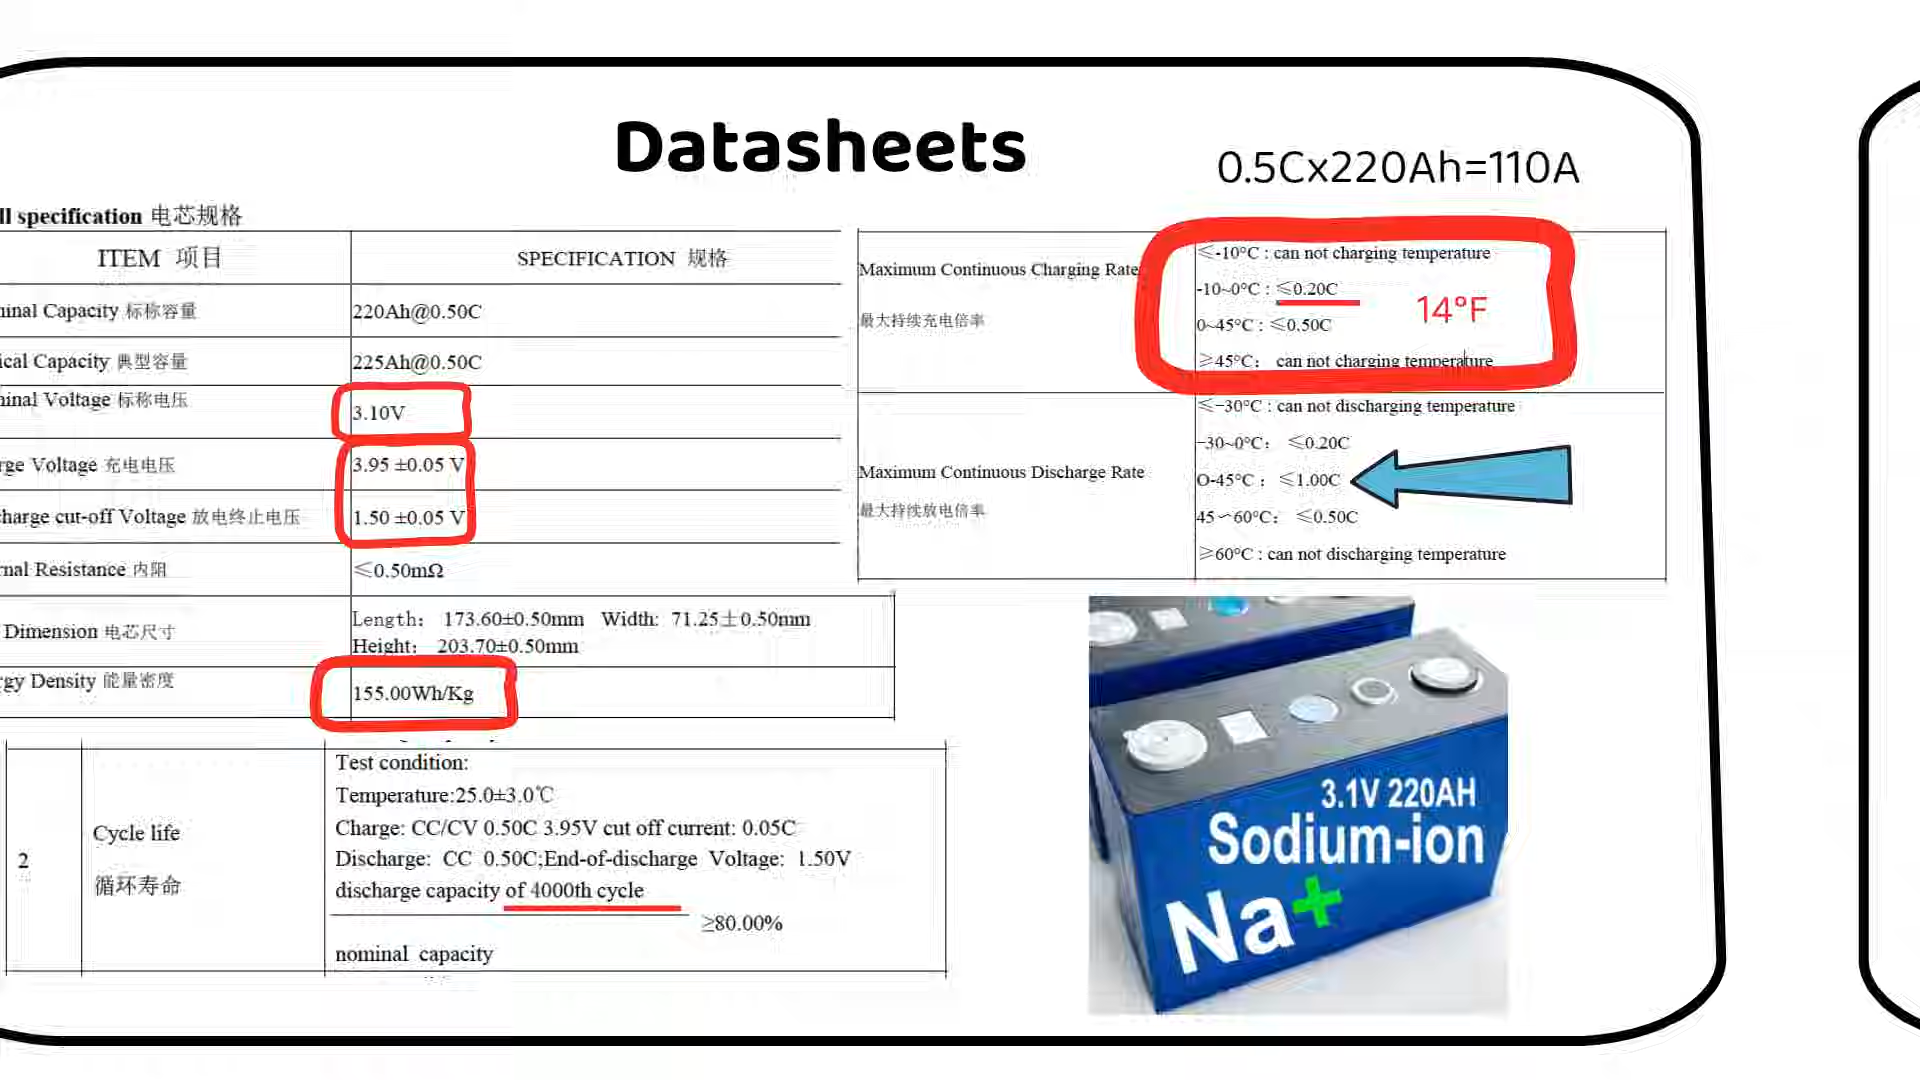 Datasheets
0.5Cx220Ah=110A
ll specification 电芯规格
ITEM 项目
SPECIFICATION 规格
inal Capacity 标称容量
220Ah@0.50C
ical Capacity 典型容量
225Ah@0.50C
inal Voltage 标称电压
3.10V
rge Voltage 充电电压
3.95 ±0.05 V
harge cut-off Voltage 放电终止电压
1.50 ±0.05 V
rnal Resistance 内阻
≤0.50mΩ
Dimension 电芯尺寸
Length: 173.60±0.50mm Width: 71.25±0.50mm
Height: 203.70±0.50mm
rgy Density 能量密度
155.00Wh/Kg
2
Cycle life
循环寿命
Test condition:
Temperature:25.0±3.0℃
Charge: CC/CV 0.50C 3.95V cut off current: 0.05C
Discharge: CC 0.50C;End-of-discharge Voltage: 1.50V
discharge capacity of 4000th cycle
≥80.00%
nominal capacity
Maximum Continuous Charging Rate
最大持续充电倍率
≤-10°C : can not charging temperature
-10~0°C : ≤0.20C
14°F
0~45°C : ≤0.50C
≥45°C: can not charging temperature
Maximum Continuous Discharge Rate
最大持续放电倍率
≤-30°C : can not discharging temperature
-30~0°C: ≤0.20C
O-45°C : ≤1.00C
45~60°C: ≤0.50C
≥60°C : can not discharging temperature
3.1V 220AH
Sodium-ion
Na+